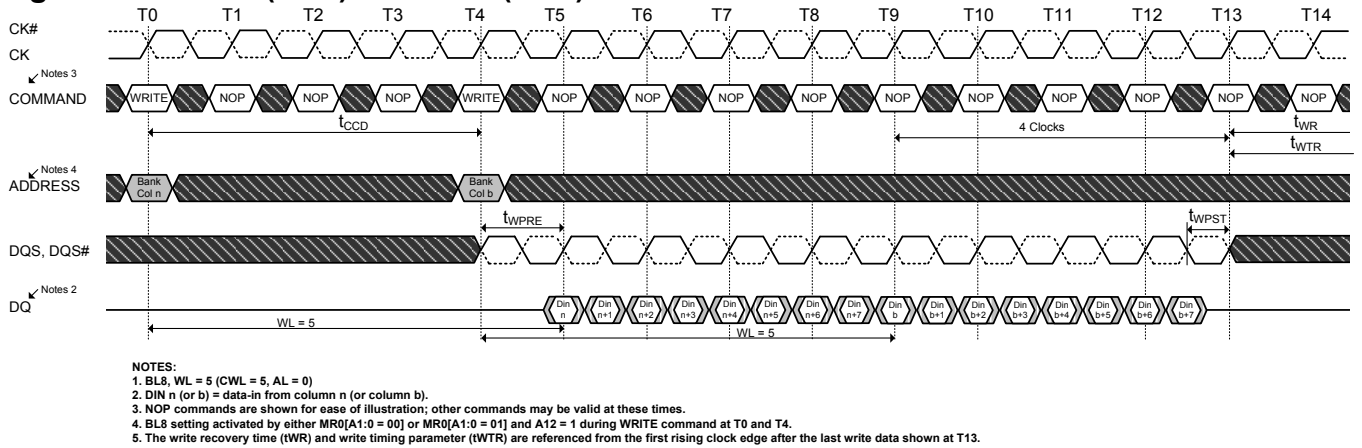 T0 T1 T2 T3 T4 T5 T6 T7 T8 T9 T10 T11 T12 T13 T14
CK#
CK
Notes 3
COMMAND WRITE NOP NOP NOP WRITE NOP NOP NOP NOP NOP NOP NOP NOP NOP NOP
tCCD 4 Clocks tWR
tWTR
Notes 4
ADDRESS
Bank Bank
Col n Col b
tWPRE tWPST
DQS, DQS#
Notes 2
DQ
Din Din Din Din Din Din Din Din Din Din Din Din Din Din Din Din
n n+1 n+2 n+3 n+4 n+5 n+6 n+7 b b+1 b+2 b+3 b+4 b+5 b+6 b+7
WL = 5 WL = 5
NOTES:
1. BL8, WL = 5 (CWL = 5, AL = 0)
2. DIN n (or b) = data-in from column n (or column b).
3. NOP commands are shown for ease of illustration; other commands may be valid at these times.
4. BL8 setting activated by either MR0[A1:0 = 00] or MR0[A1:0 = 01] and A12 = 1 during WRITE command at T0 and T4.
5. The write recovery time (tWR) and write timing parameter (tWTR) are referenced from the first rising clock edge after the last write data shown at T13.